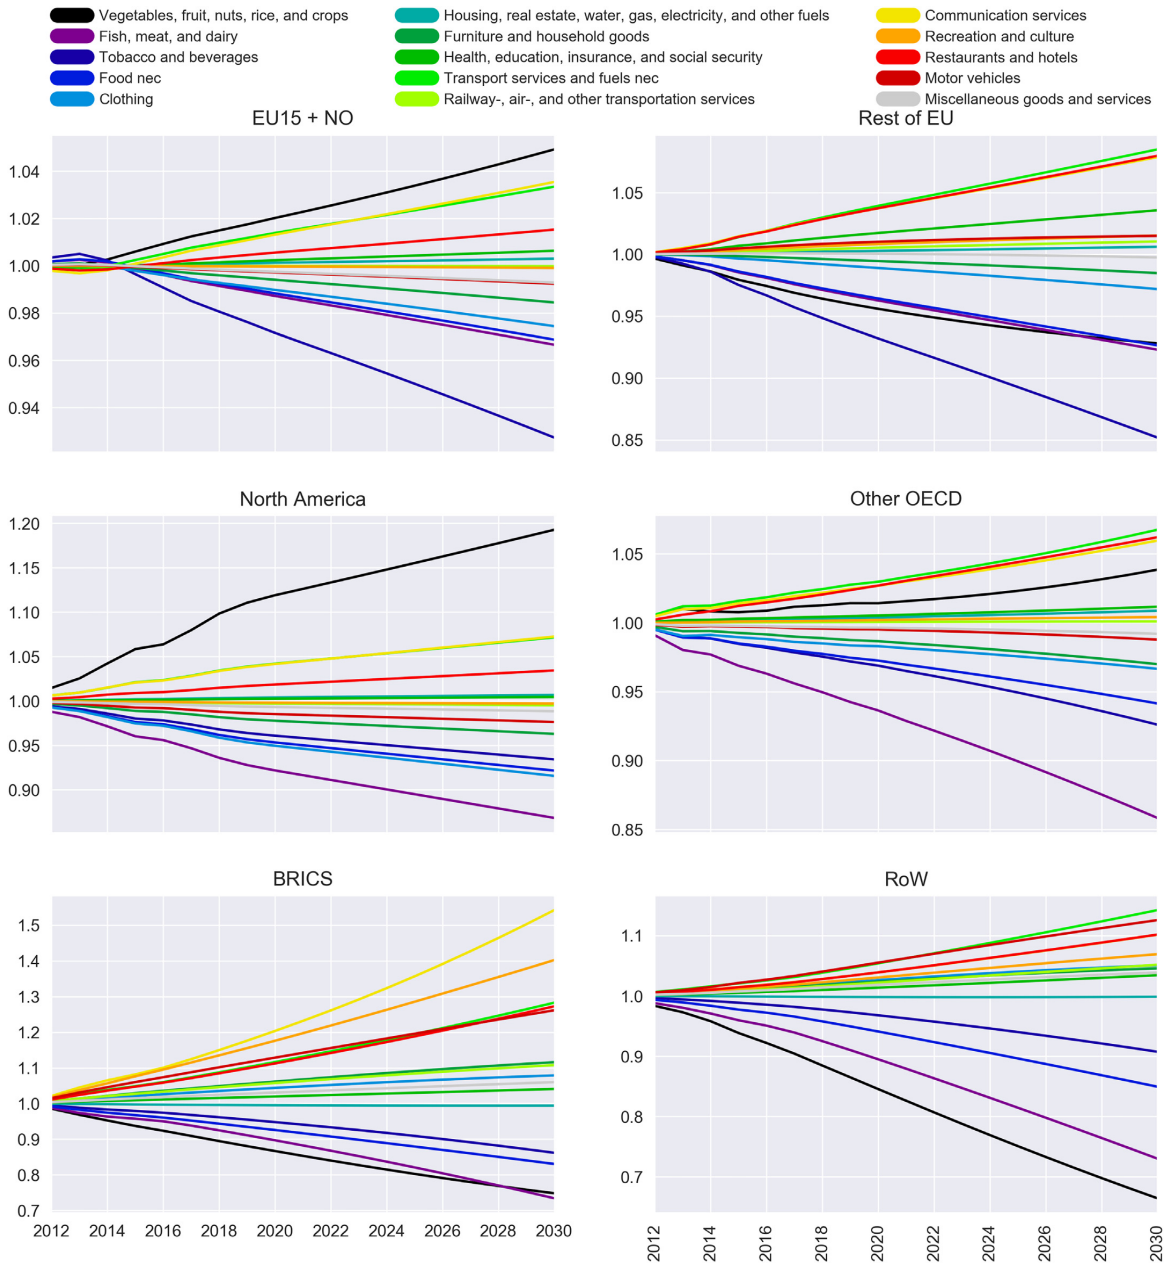 Vegetables, fruit, nuts, rice, and crops
Fish, meat, and dairy
Tobacco and beverages
Food nec
Clothing
Housing, real estate, water, gas, electricity, and other fuels
Furniture and household goods
Health, education, insurance, and social security
Transport services and fuels nec
Railway-, air-, and other transportation services
Communication services
Recreation and culture
Restaurants and hotels
Motor vehicles
Miscellaneous goods and services
EU15 + NO
1.04
1.02
1.00
0.98
0.96
0.94
Rest of EU
1.05
1.00
0.95
0.90
0.85
North America
1.20
1.15
1.10
1.05
1.00
0.95
0.90
Other OECD
1.05
1.00
0.95
0.90
0.85
BRICS
1.5
1.4
1.3
1.2
1.1
1.0
0.9
0.8
0.7
2012 2014 2016 2018 2020 2022 2024 2026 2028 2030
RoW
1.1
1.0
0.9
0.8
0.7
2012 2014 2016 2018 2020 2022 2024 2026 2028 2030